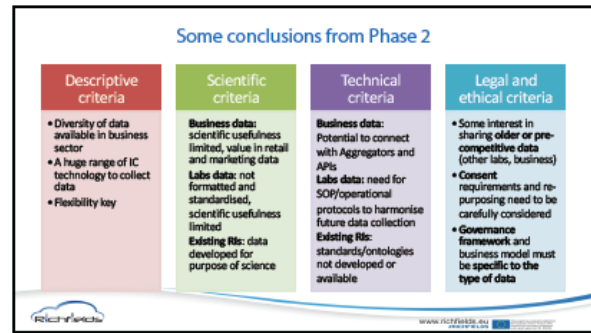 Some conclusions from Phase 2
Descriptive
criteria
• Diversity of data
available in business
sector
• A huge range of IC
technology to collect
data
• Flexibility key
Scientific
criteria
Business data:
scientific usefulness
limited, value in retail
and marketing data
Labs data: not
formatted and
standardised,
scientific usefulness
limited
Existing RIs: data
developed for
purpose of science
Technical
criteria
Business data:
Potential to connect
with Aggregators and
APIs
Labs data: need for
SOP/operational
protocols to harmonise
future data collection
Existing RIs:
standards/ontologies
not developed or
available
Legal and
ethical criteria
• Some interest in
sharing older or pre-
competitive data
(other labs, business)
• Consent
requirements and re-
purposing need to be
carefully considered
• Governance
framework and
business model must
be specific to the
type of data
Richfields
www.richfields.eu
RICHFIELDS